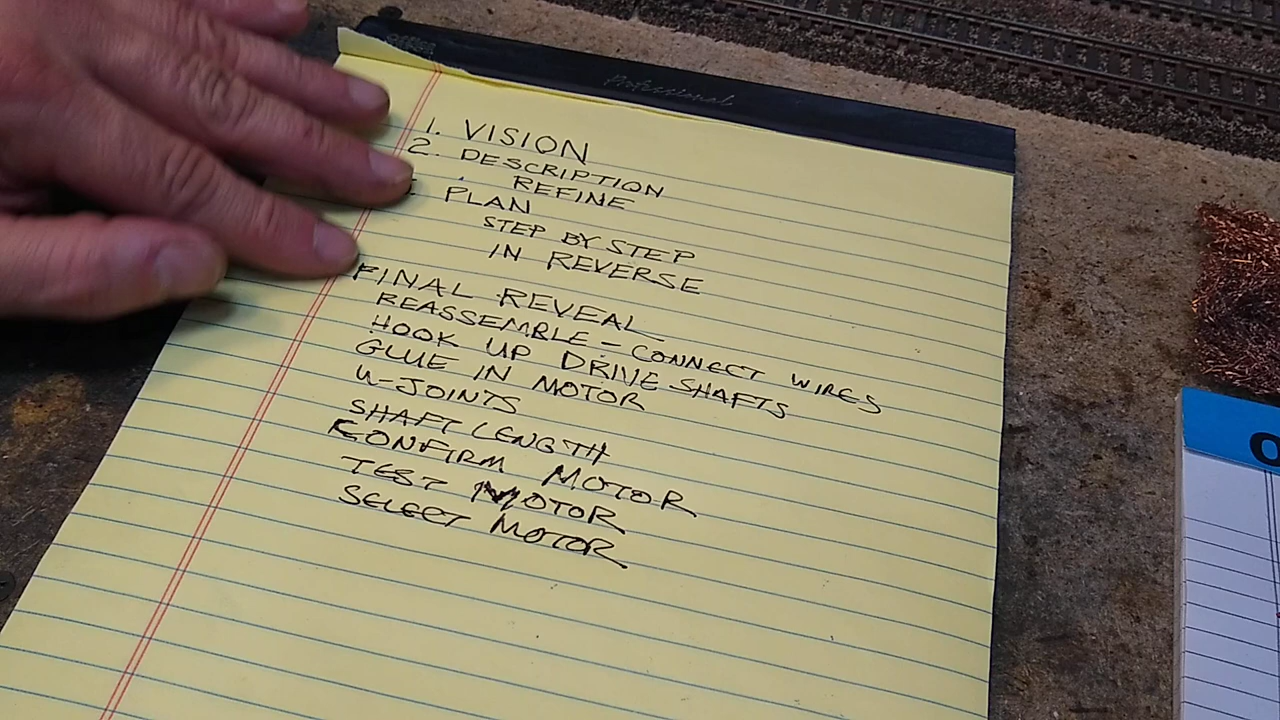 Professional
1. VISION
2. DESCRIPTION
REFINE
PLAN
STEP BY STEP
IN REVERSE
FINAL REVEAL
REASSEMBLE - CONNECT WIRES
HOOK UP DRIVE SHAFTS
GLUE IN MOTOR
U-JOINTS
SHAFT LENGTH
CONFIRM MOTOR
TEST MOTOR
SELECT MOTOR